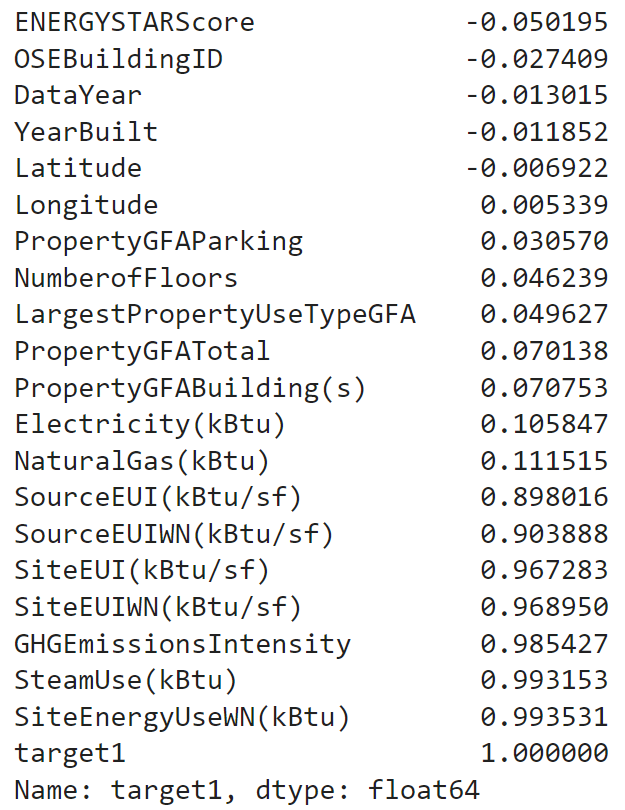 ENERGYSTARScore -0.050195
OSEBuildingID -0.027409
DataYear -0.013015
YearBuilt -0.011852
Latitude -0.006922
Longitude 0.005339
PropertyGFAParking 0.030570
NumberofFloors 0.046239
LargestPropertyUseTypeGFA 0.049627
PropertyGFATotal 0.070138
PropertyGFABuilding(s) 0.070753
Electricity(kBtu) 0.105847
NaturalGas(kBtu) 0.111515
SourceEUI(kBtu/sf) 0.898016
SourceEUIWN(kBtu/sf) 0.903888
SiteEUI(kBtu/sf) 0.967283
SiteEUIWN(kBtu/sf) 0.968950
GHGEmissionsIntensity 0.985427
SteamUse(kBtu) 0.993153
SiteEnergyUseWN(kBtu) 0.993531
target1 1.000000
Name: target1, dtype: float64